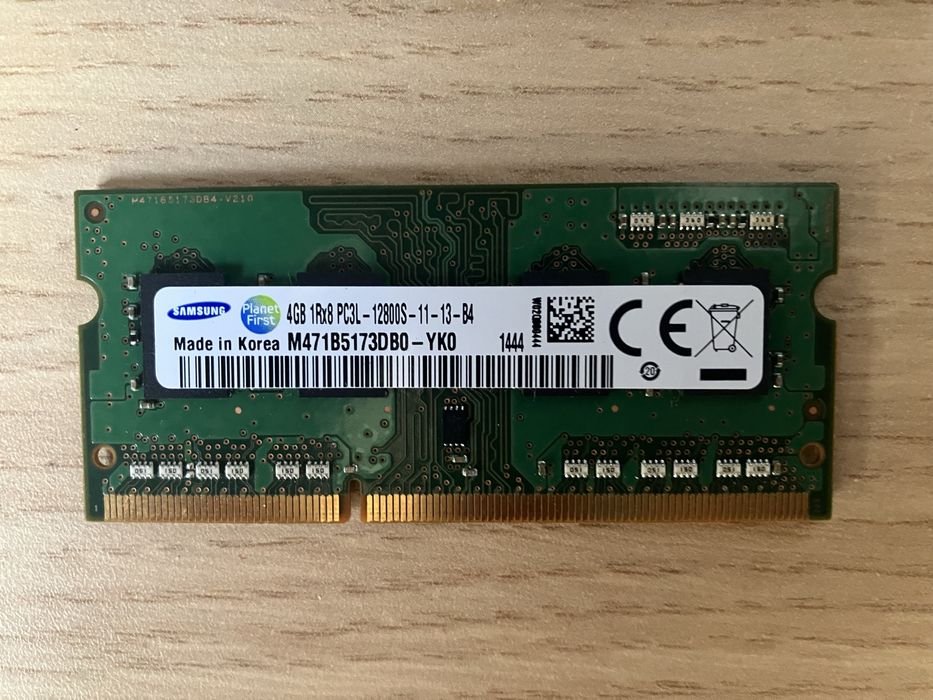 M471B5173DB4-V210
SAMSUNG
Planet
First
4GB 1Rx8 PC3L-12800S-11-13-B4
Made in Korea M471B5173DB0-YK0
1444
CE
20